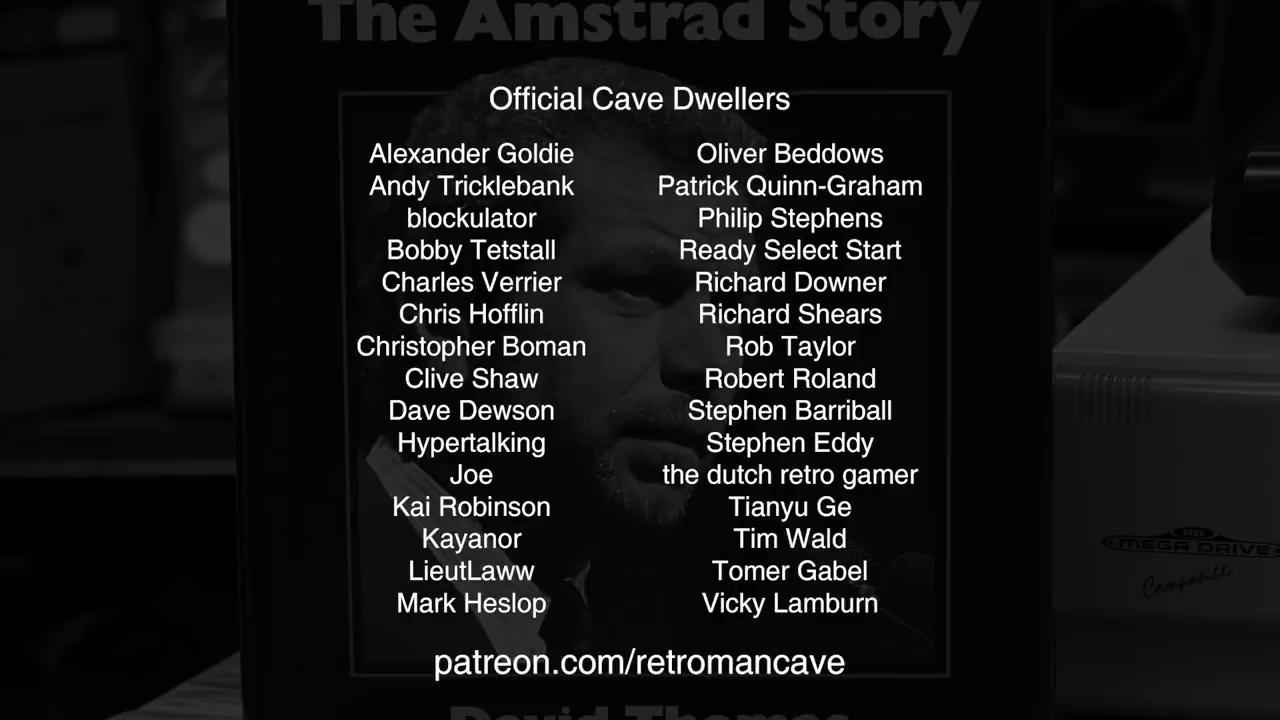 The Amstrad Story
Official Cave Dwellers
Alexander Goldie
Andy Tricklebank
blockulator
Bobby Tetstall
Charles Verrier
Chris Hofflin
Christopher Boman
Clive Shaw
Dave Dewson
Hypertalking
Joe
Kai Robinson
Kayanor
LieutLaww
Mark Heslop
Oliver Beddows
Patrick Quinn-Graham
Philip Stephens
Ready Select Start
Richard Downer
Richard Shears
Rob Taylor
Robert Roland
Stephen Barriball
Stephen Eddy
the dutch retro gamer
Tianyu Ge
Tim Wald
Tomer Gabel
Vicky Lamburn
MEGA DRIVE
Compatible
patreon.com/retromancave
David Thomas